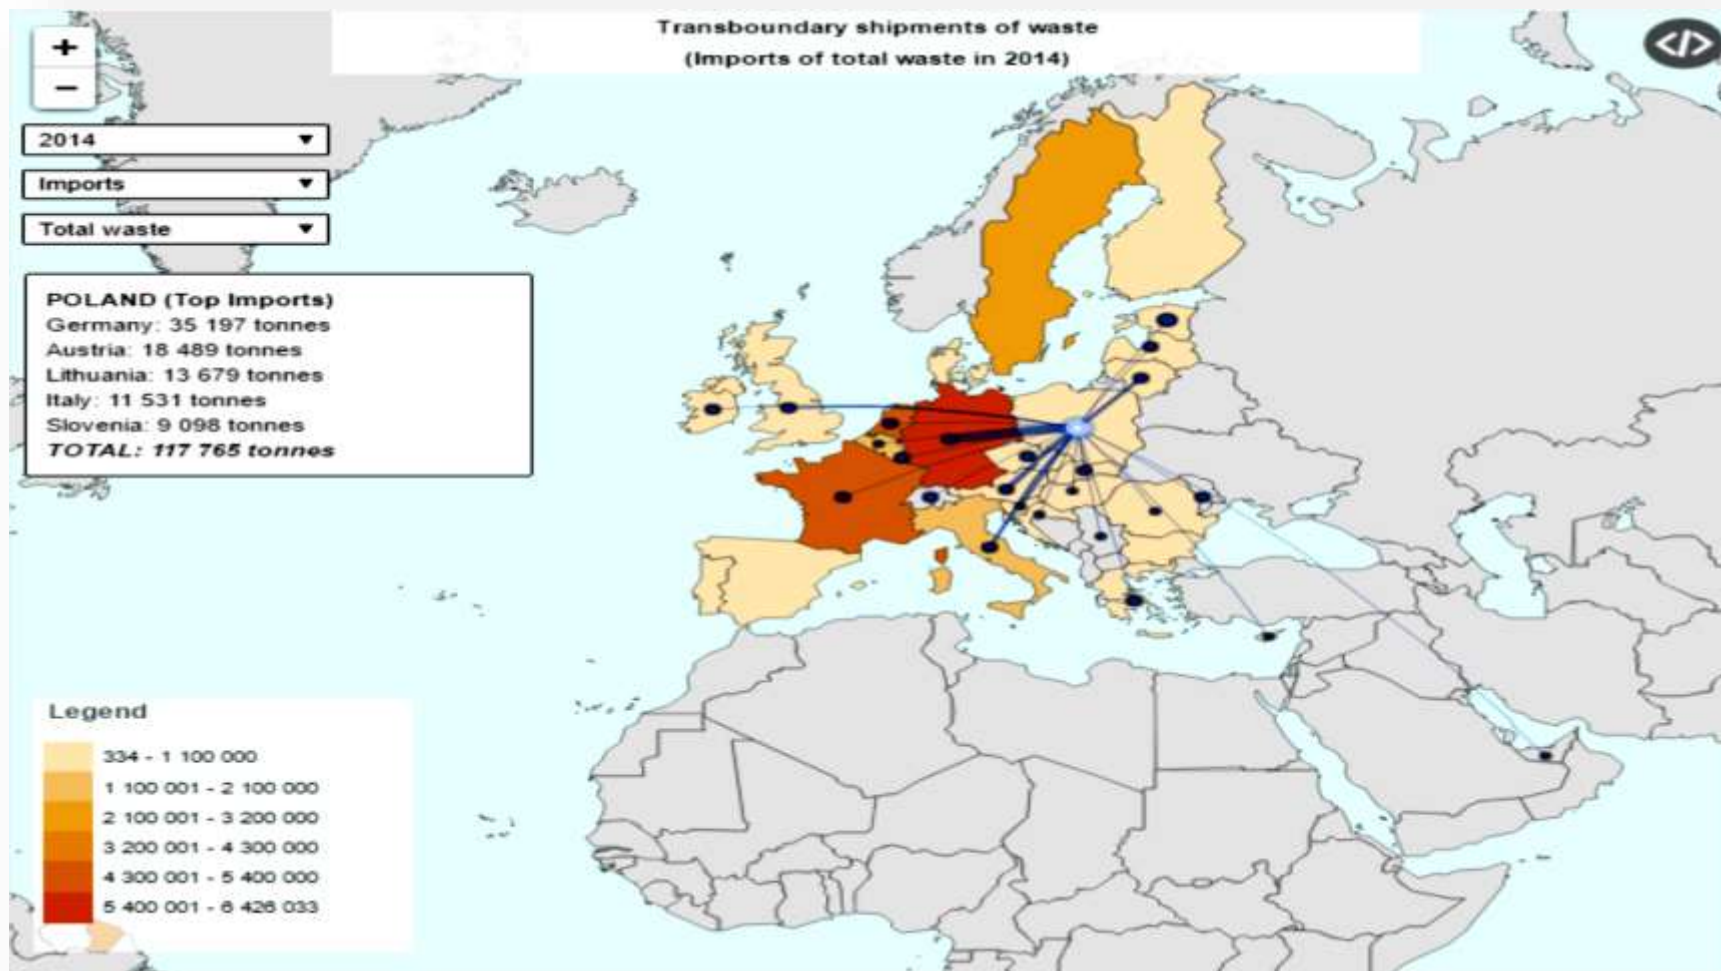 Transboundary shipments of waste
(Imports of total waste in 2014)
+
−
2014
Imports
Total waste
POLAND (Top Imports)
Germany: 35 197 tonnes
Austria: 18 489 tonnes
Lithuania: 13 679 tonnes
Italy: 11 531 tonnes
Slovenia: 9 098 tonnes
TOTAL: 117 765 tonnes
Legend
334 - 1 100 000
1 100 001 - 2 100 000
2 100 001 - 3 200 000
3 200 001 - 4 300 000
4 300 001 - 5 400 000
5 400 001 - 6 426 033